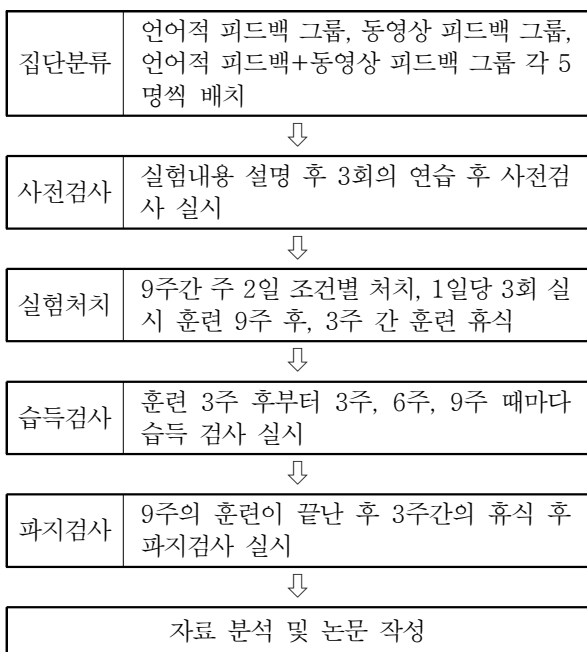 집단분류
언어적 피드백 그룹, 동영상 피드백 그룹,
언어적 피드백+동영상 피드백 그룹 각 5
명씩 배치
⇩
사전검사
실험내용 설명 후 3회의 연습 후 사전검
사 실시
⇩
실험처치
9주간 주 2일 조건별 처치, 1일당 3회 실
시 훈련 9주 후, 3주 간 훈련 휴식
⇩
습득검사
훈련 3주 후부터 3주, 6주, 9주 때마다
습득 검사 실시
⇩
파지검사
9주의 훈련이 끝난 후 3주간의 휴식 후
파지검사 실시
⇩
자료 분석 및 논문 작성